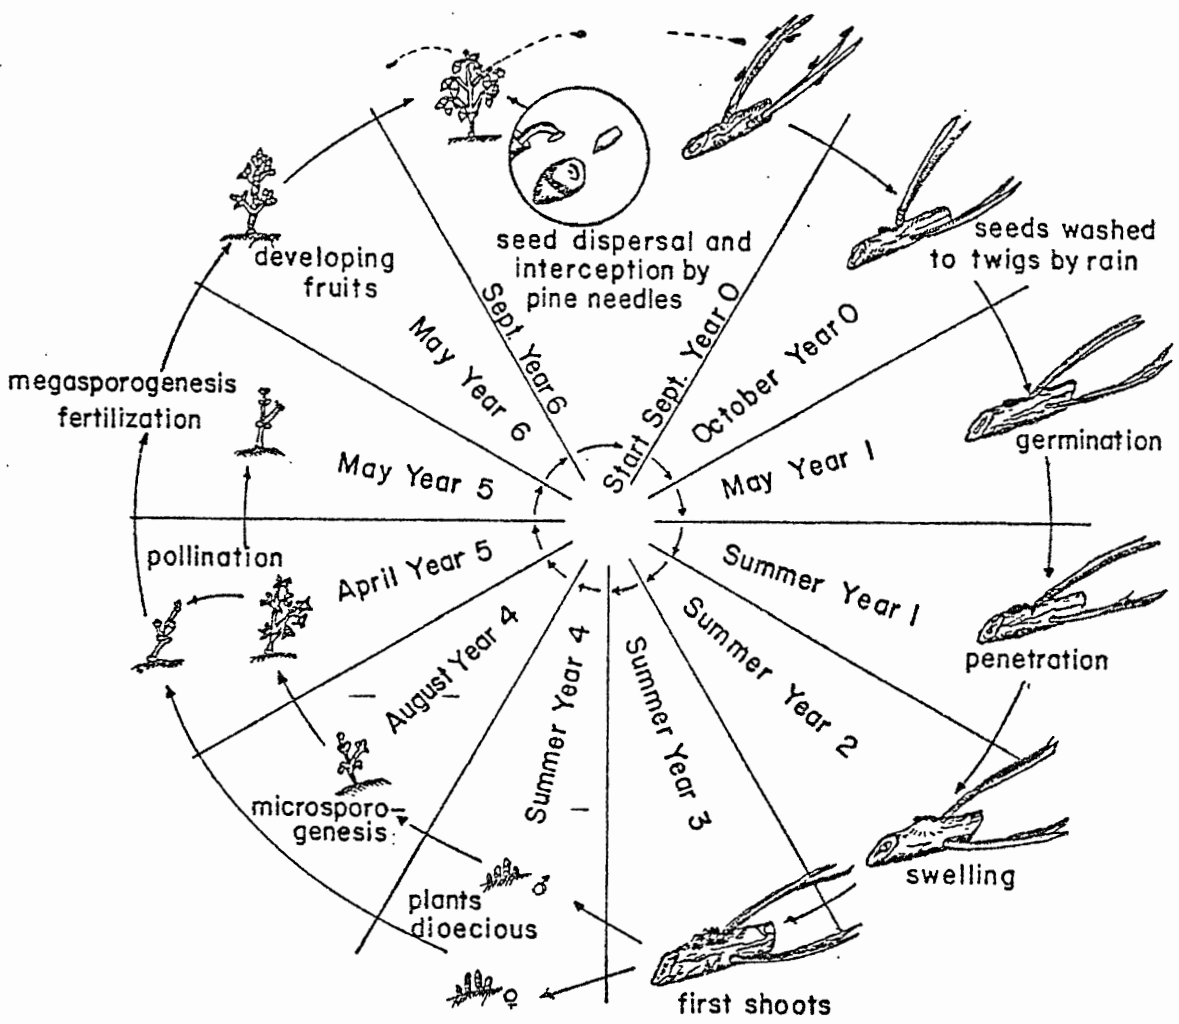 seed dispersal and
interception by
pine needles
Start Sept. Year 0
seeds washed
to twigs by rain
October Year 0
germination
May Year 1
penetration
Summer Year 1
swelling
Summer Year 2
first shoots
Summer Year 3
plants ♂
dioecious
♀
Summer Year 4
microsporo-
genesis
August Year 4
pollination
April Year 5
megasporogenesis
fertilization
May Year 5
developing
fruits
May Year 6
Sept. Year 6